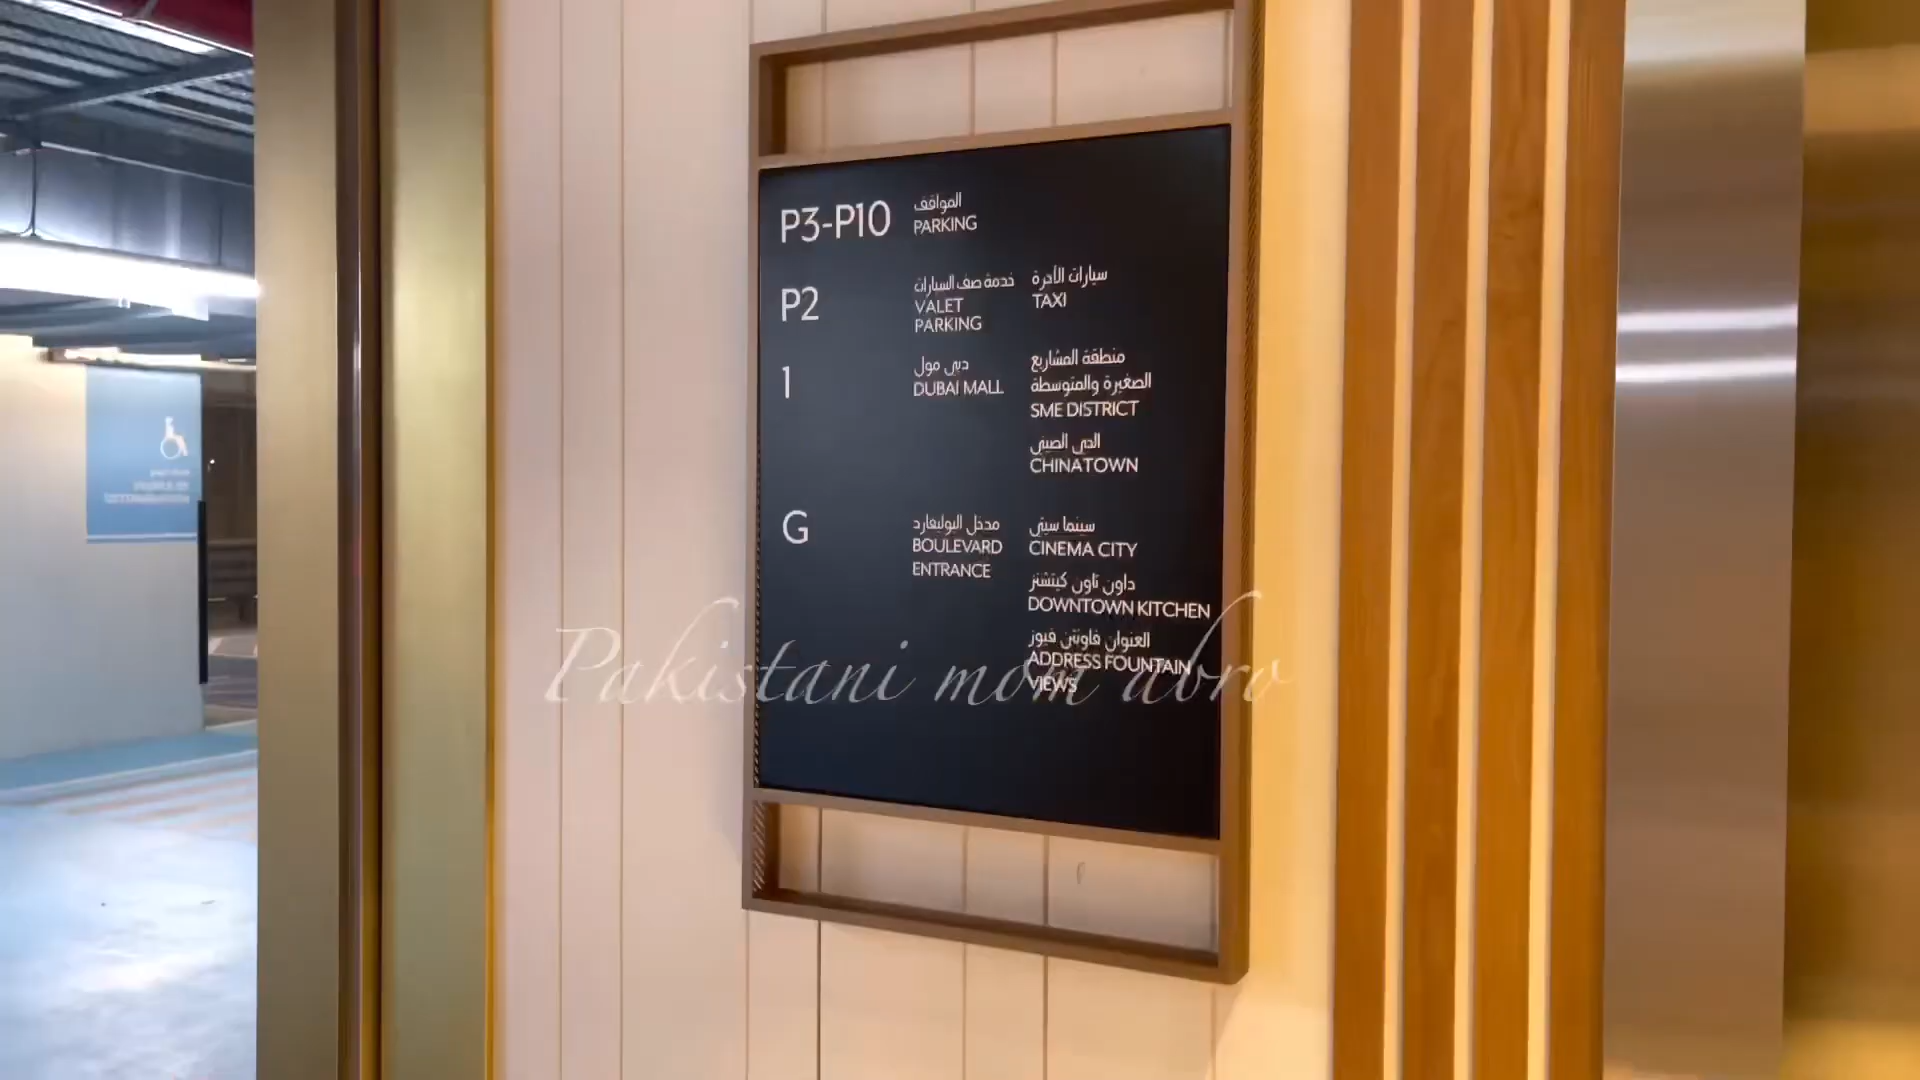 P3-P10
المواقف
PARKING
P2
خدمة صف السيارات
VALET
PARKING
سيارات الأجرة
TAXI
1
دبي مول
DUBAI MALL
منطقة المشاريع
الصغيرة والمتوسطة
SME DISTRICT
الحي الصيني
CHINATOWN
G
مدخل البوليفارد
BOULEVARD
ENTRANCE
سينما سيتي
CINEMA CITY
داون تاون كيتشنز
DOWNTOWN KITCHEN
العنوان فاونتن فيوز
ADDRESS FOUNTAIN
VIEWS
Pakistani mom abro